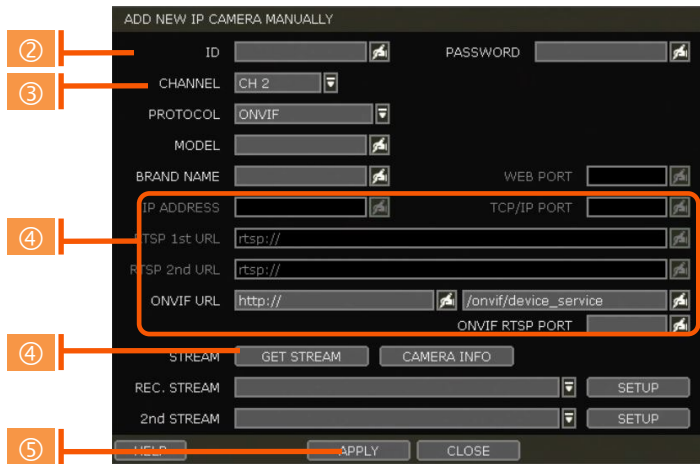 ADD NEW IP CAMERA MANUALLY
② ID PASSWORD
③ CHANNEL CH 2
PROTOCOL ONVIF
MODEL
BRAND NAME WEB PORT
IP ADDRESS TCP/IP PORT
④ RTSP 1st URL rtsp://
RTSP 2nd URL rtsp://
ONVIF URL http:// /onvif/device_service
ONVIF RTSP PORT
④ STREAM GET STREAM CAMERA INFO
REC. STREAM SETUP
2nd STREAM SETUP
⑤ HELP APPLY CLOSE